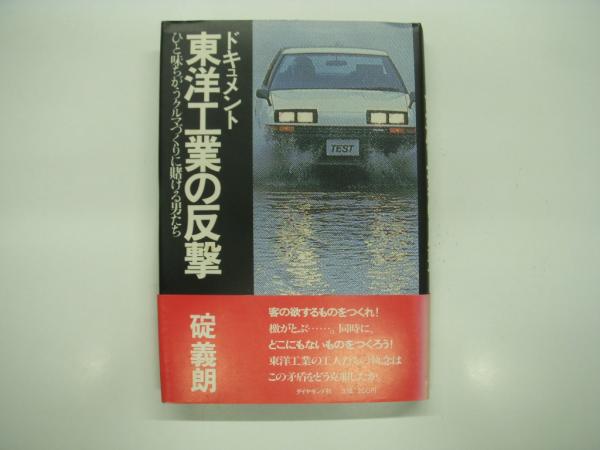 ドキュメント
東洋工業の反撃
ひと味ちがうクルマづくりに賭ける男たち
TEST
碇 義朗
客の欲するものをつくれ!
檄がとぶ……。同時に、
どこにもないものをつくろう!
東洋工業の工人たちの執念は
この矛盾をどう克服したか
ダイヤモンド社